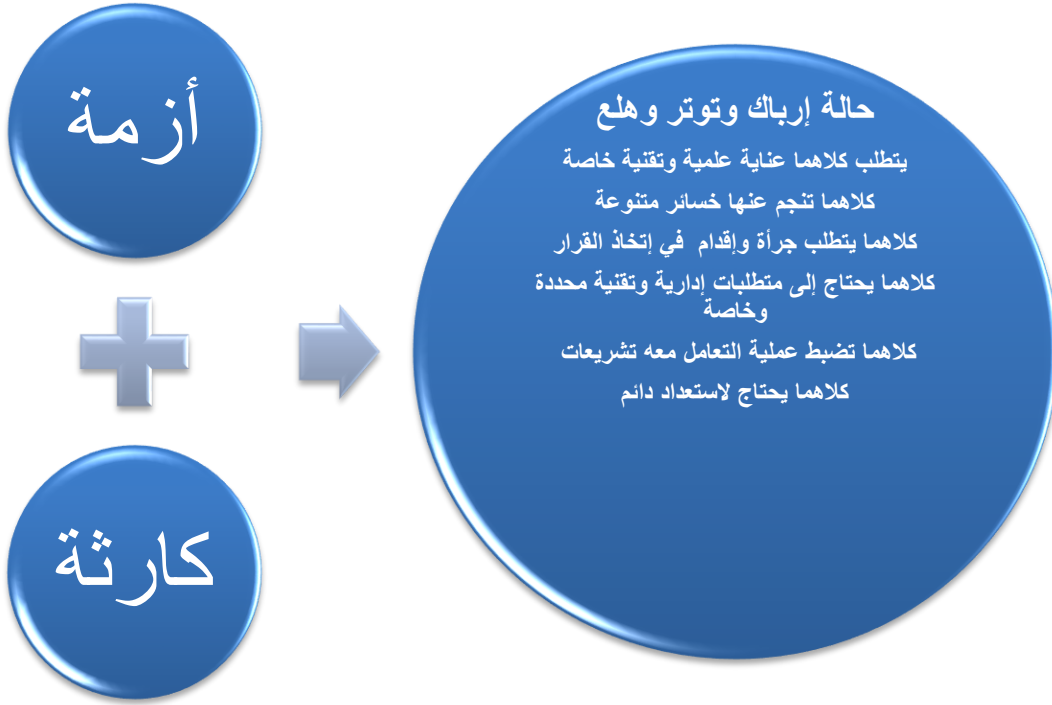 أزمة
كارثة
حالة إرباك وتوتر وهلع
يتطلب كلاهما عناية علمية وتقنية خاصة
كلاهما تنجم عنها خسائر متنوعة
كلاهما يتطلب جرأة وإقدام في إتخاذ القرار
كلاهما يحتاج إلى متطلبات إدارية وتقنية محددة
وخاصة
كلاهما تضبط عملية التعامل معه تشريعات
كلاهما يحتاج لاستعداد دائم